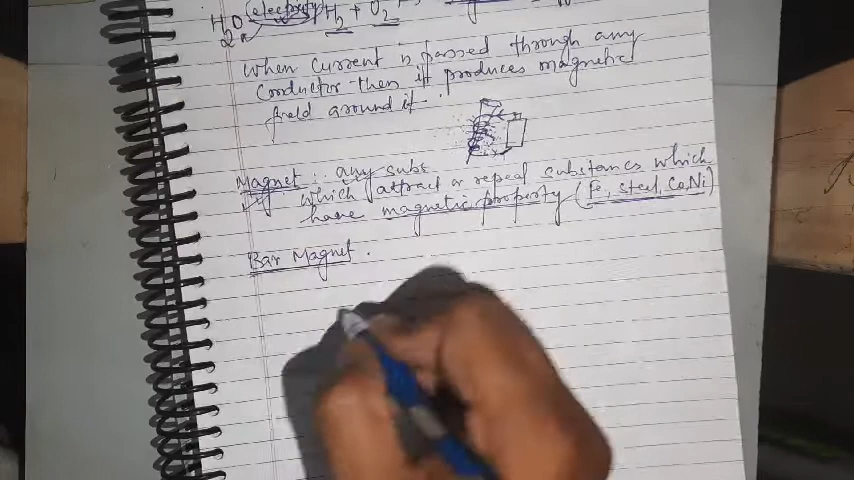 H2O (electricity) H2 + O2
When current is passed through any
conductor then it produces magnetic
field around it.
Magnet : any subs
which attract or repeal substances which
have magnetic property (Fe, Steel, Co, Ni)
Bar Magnet.